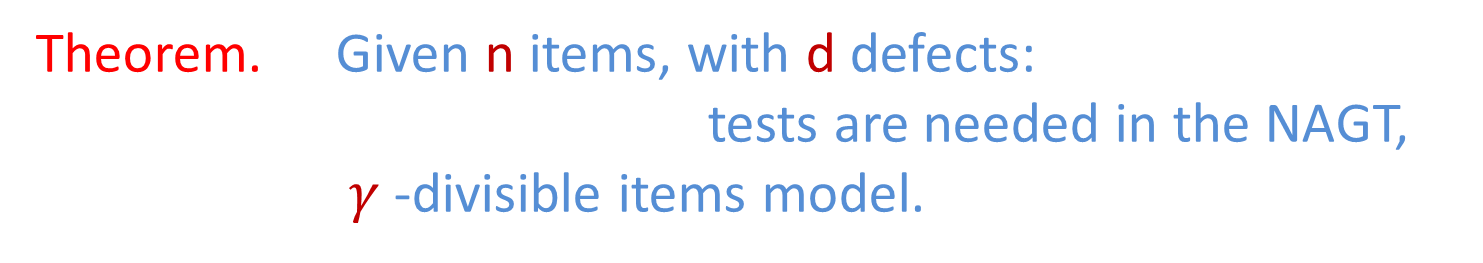 Theorem. Given n items, with d defects:
tests are needed in the NAGT,
γ -divisible items model.